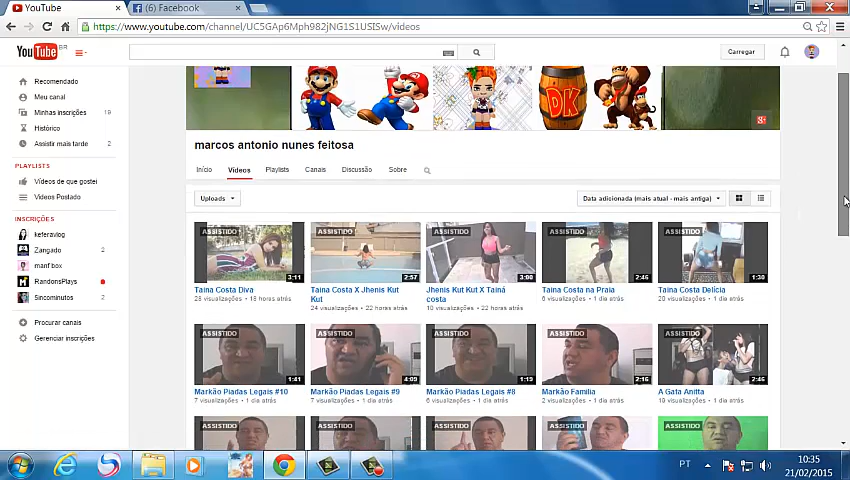 YouTube
(6) Facebook
https://www.youtube.com/channel/UC5GAp6Mph982jNG1S1USISw/videos
YouTube BR
Carregar
Recomendado
Meu canal
Minhas inscrições 19
Histórico
Assistir mais tarde 2
PLAYLISTS
Vídeos de que gostei
Videos Postado
INSCRIÇÕES
keferavlog
Zangado 2
manf box
RandonsPlays
5incominutos 2
Procurar canais
Gerenciar inscrições
DK
marcos antonio nunes feitosa
Início Vídeos Playlists Canais Discussão Sobre
Uploads
Data adicionada (mais atual - mais antiga)
ASSISTIDO 3:11
Taina Costa Diva
28 visualizações • 18 horas atrás
ASSISTIDO 2:57
Taina Costa X Jhenis Kut Kut
24 visualizações • 22 horas atrás
ASSISTIDO 3:00
Jhenis Kut Kut X Tainá costa
10 visualizações • 22 horas atrás
ASSISTIDO 2:46
Taina Costa na Praia
6 visualizações • 1 dia atrás
ASSISTIDO 1:30
Taina Costa Delícia
20 visualizações • 1 dia atrás
ASSISTIDO 1:41
Markão Piadas Legais #10
7 visualizações • 1 dia atrás
ASSISTIDO 4:09
Markão Piadas Legais #9
7 visualizações • 1 dia atrás
ASSISTIDO 1:19
Markão Piadas Legais #8
6 visualizações • 1 dia atrás
ASSISTIDO 2:16
Markão Familia
2 visualizações • 1 dia atrás
ASSISTIDO 2:46
A Gata Anitta
19 visualizações • 1 dia atrás
ASSISTIDO
ASSISTIDO
ASSISTIDO
ASSISTIDO
ASSISTIDO
PT
10:35
21/02/2015